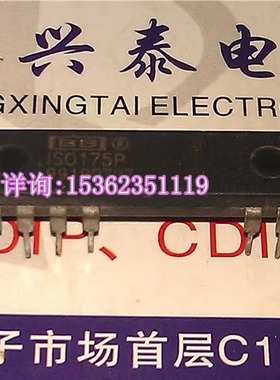 兴泰电
GXINGTAI ELECTR
BB ®
ISO175P
详询:15362351119
DIP、CDI
子市场首层C1